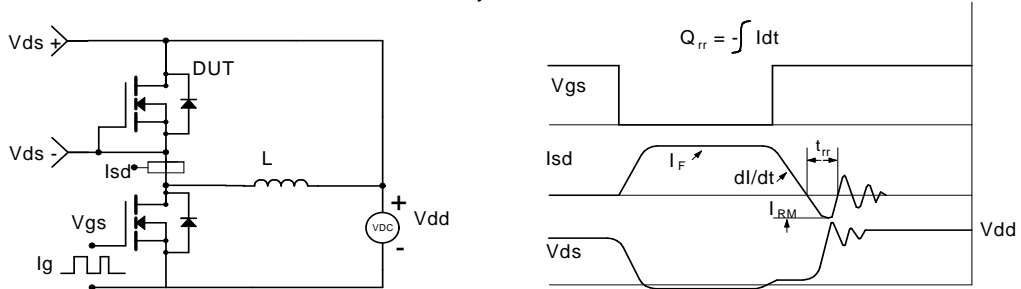 Vds +
DUT
Vds -
Isd
L
Vgs
Ig
+
VDC
-
Vdd
Q rr = -∫ Idt
Vgs
Isd
I F
dI/dt
t rr
I RM
Vds
Vdd